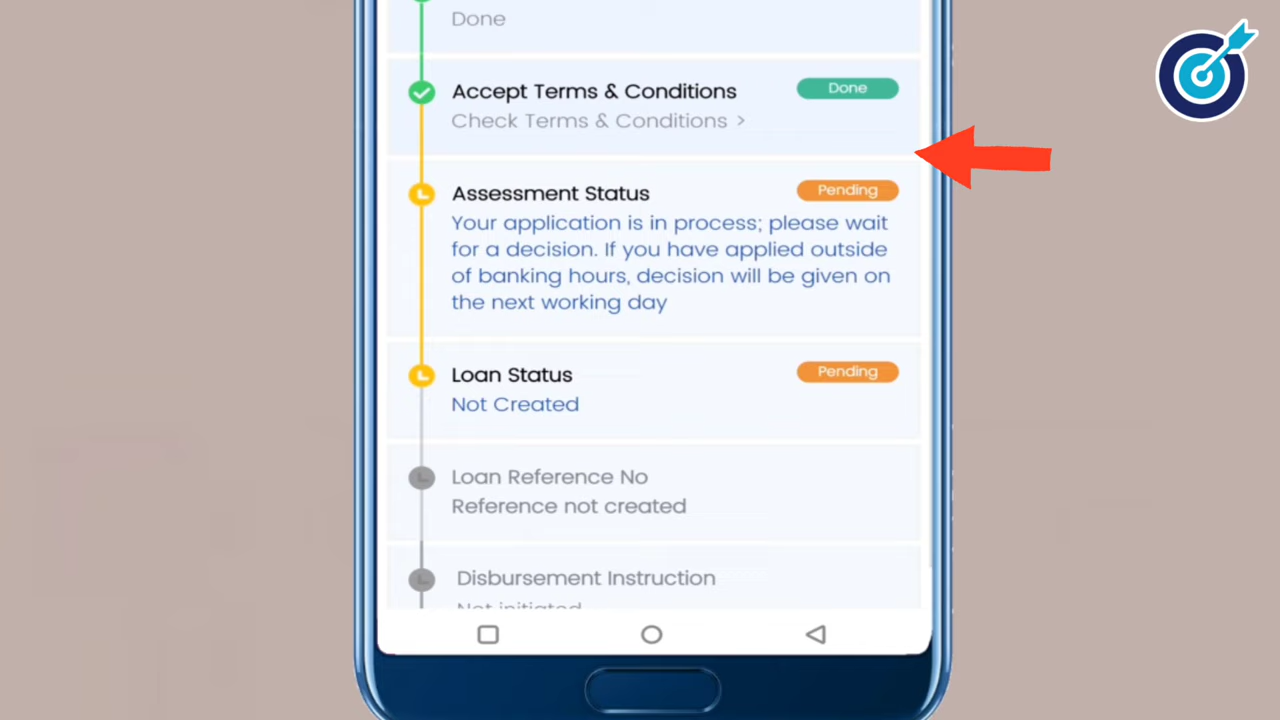 Done
Accept Terms & Conditions
Done
Check Terms & Conditions >
Assessment Status
Pending
Your application is in process; please wait
for a decision. If you have applied outside
of banking hours, decision will be given on
the next working day
Loan Status
Pending
Not Created
Loan Reference No
Reference not created
Disbursement Instruction
Not initiated